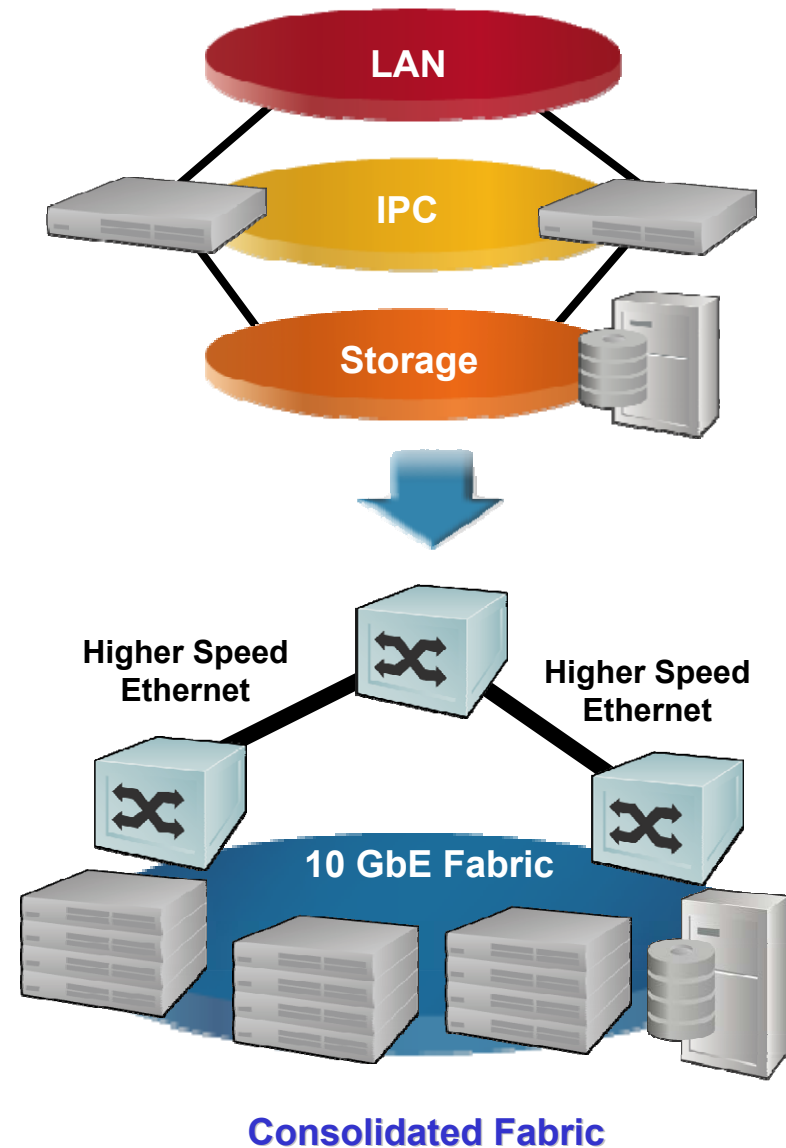 LAN
IPC
Storage
Higher Speed
Ethernet
Higher Speed
Ethernet
10 GbE Fabric
Consolidated Fabric